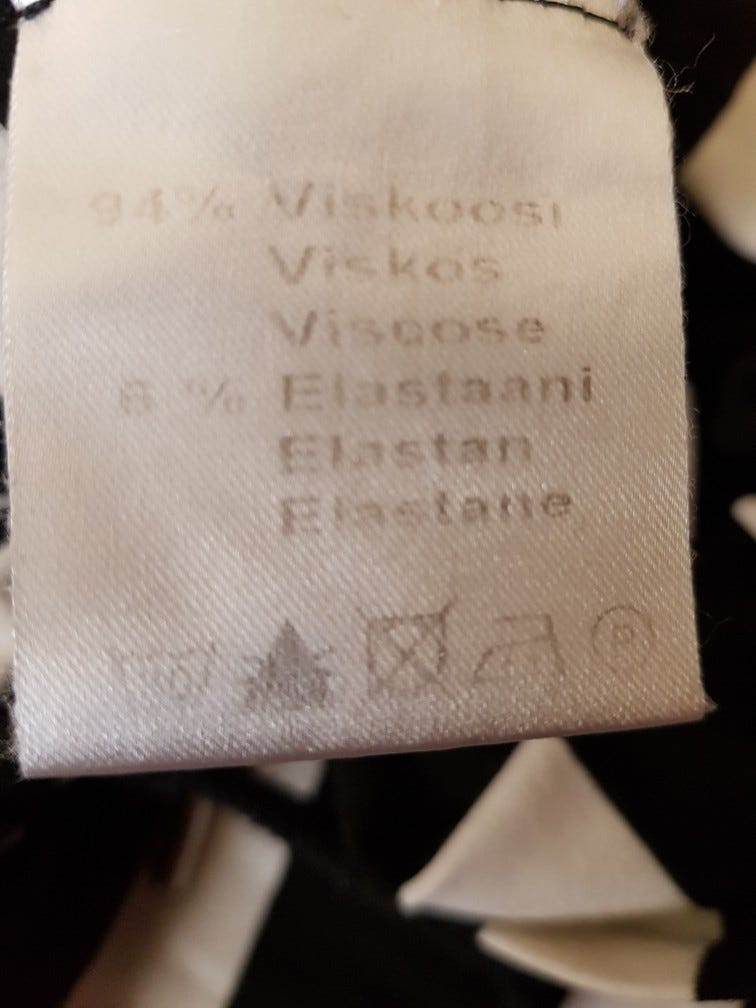 94% Viskoosi
Viskos
Viscose
6 % Elastaani
Elastan
Elastane
P